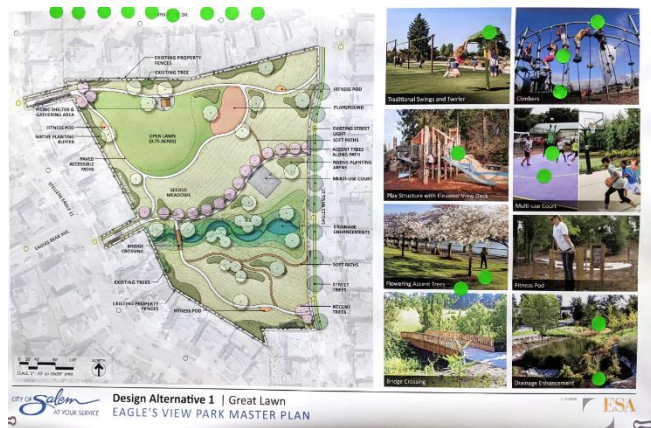 EXISTING PROPERTY
FENCES
EXISTING TREE
PICNIC SHELTER &
GATHERING AREA
FITNESS POD
NATIVE PLANTING
BUFFER
PAVED
ACCESSIBLE
PATHS
OPEN LAWN
(3.75 ACRES)
SEEDED
MEADOWS
BRIDGE
CROSSING
EXISTING TREES
EXISTING PROPERTY
FENCES
FITNESS POD
FITNESS POD
PLAYGROUND
EXISTING STREET
LIGHT
SOFT PATHS
ACCENT TREES
ALONG PATH
NATIVE PLANTING
AREAS
MULTI-USE COURT
DRAINAGE
ENHANCEMENTS
SOFT PATHS
STREET
TREES
ACCENT
TREES
NORTH
Traditional Swings and Twirler
Climbers
Play Structure with Elevated View Deck
Multi-use Court
Flowering Accent Trees
Fitness Pod
Bridge Crossing
Drainage Enhancement
CITY OF Salem
AT YOUR SERVICE
Design Alternative 1 | Great Lawn
EAGLE'S VIEW PARK MASTER PLAN
ESA